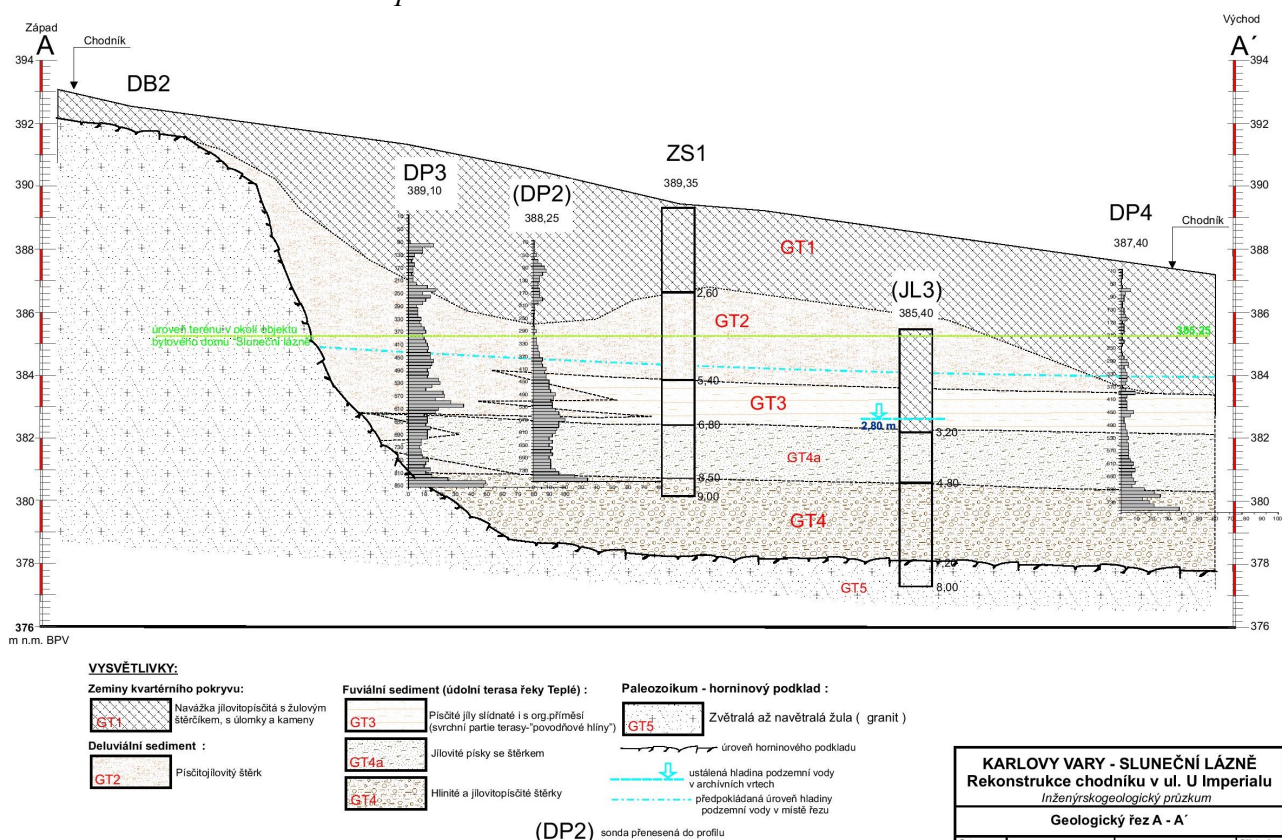 Západ
A
Chodník
Východ
A´
394
394
DB2
392
392
ZS1
389,35
390
390
DP3
389,10
(DP2)
388,25
DP4
387,40
Chodník
388
388
GT1
2,60
(JL3)
385,40
386
386
GT2
úroveň terénu v okolí objektu
bytového domu "Sluneční lázně
385,25
384
384
5,40
GT3
2,80 m
6,80
3,20
382
382
GT4a
8,50
4,80
9,00
380
380
GT4
7,20
378
378
GT5
8,00
376
376
m n.m. BPV
VYSVĚTLIVKY:
Zeminy kvartérního pokryvu:
GT1
Navážka jílovitopísčitá s žulovým
štěrčíkem, s úlomky a kameny
Deluviální sediment :
GT2
Písčitojílovitý štěrk
Fuviální sediment (údolní terasa řeky Teplé) :
GT3
Písčité jíly slídnaté i s org.příměsí
(svrchní partie terasy-"povodňové hlíny")
GT4a
Jílovité písky se štěrkem
GT4
Hlinité a jílovitopísčité štěrky
Paleozoikum - horninový podklad :
GT5
Zvětralá až navětralá žula ( granit )
úroveň horninového podkladu
ustálená hladina podzemní vody
v archívních vrtech
předpokládaná úroveň hladiny
podzemní vody v místě řezu
(DP2) sonda přenesená do profilu
KARLOVY VARY - SLUNEČNÍ LÁZNĚ
Rekonstrukce chodníku v ul. U Imperialu
Inženýrskogeologický průzkum
Geologický řez A - A´